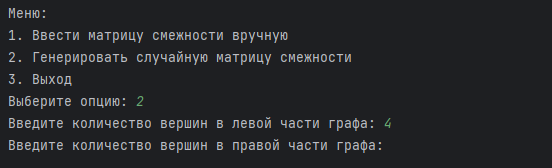 Меню:
1. Ввести матрицу смежности вручную
2. Генерировать случайную матрицу смежности
3. Выход
Выберите опцию: 2
Введите количество вершин в левой части графа: 4
Введите количество вершин в правой части графа: